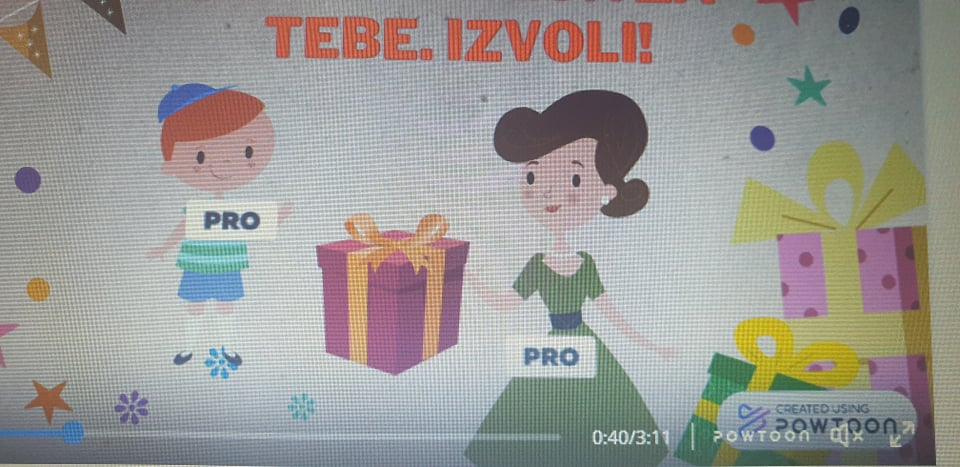 TEBE. IZVOLI!
PRO
PRO
CREATED USING
POWTOON
0:40/3:11
POWTOON